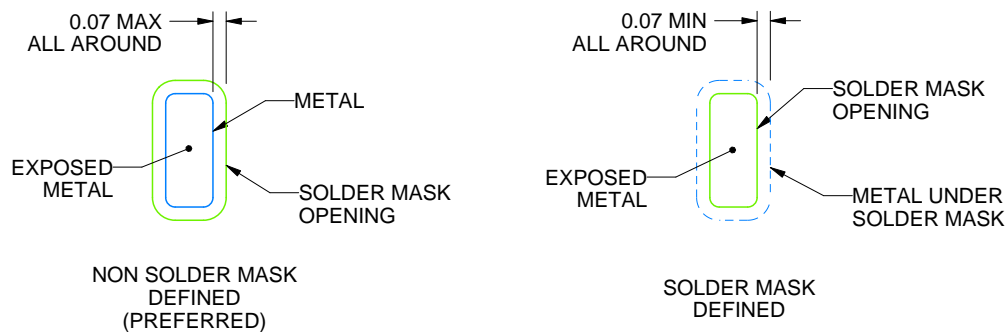 0.07 MAX
ALL AROUND
METAL
EXPOSED
METAL
SOLDER MASK
OPENING
NON SOLDER MASK
DEFINED
(PREFERRED)
0.07 MIN
ALL AROUND
SOLDER MASK
OPENING
EXPOSED
METAL
METAL UNDER
SOLDER MASK
SOLDER MASK
DEFINED